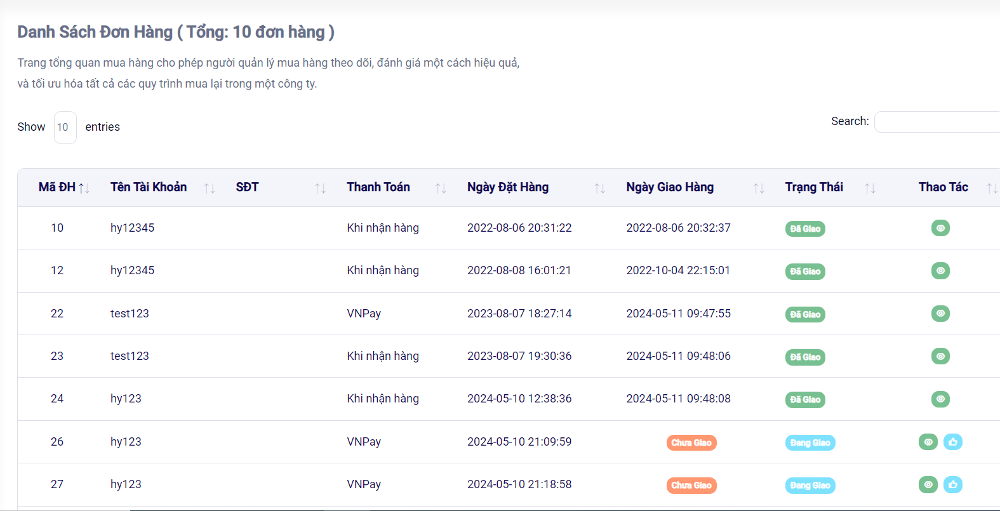 Danh Sách Đơn Hàng ( Tổng: 10 đơn hàng )
Trang tổng quan mua hàng cho phép người quản lý mua hàng theo dõi, đánh giá một cách hiệu quả,
và tối ưu hóa tất cả các quy trình mua lại trong một công ty.
Show 10 entries Search:
Mã ĐH Tên Tài Khoản SĐT Thanh Toán Ngày Đặt Hàng Ngày Giao Hàng Trạng Thái Thao Tác
10 hy12345 Khi nhận hàng 2022-08-06 20:31:22 2022-08-06 20:32:37 Đã Giao
12 hy12345 Khi nhận hàng 2022-08-08 16:01:21 2022-10-04 22:15:01 Đã Giao
22 test123 VNPay 2023-08-07 18:27:14 2024-05-11 09:47:55 Đã Giao
23 test123 Khi nhận hàng 2023-08-07 19:30:36 2024-05-11 09:48:06 Đã Giao
24 hy123 Khi nhận hàng 2024-05-10 12:38:36 2024-05-11 09:48:08 Đã Giao
26 hy123 VNPay 2024-05-10 21:09:59 Chưa Giao Đang Giao
27 hy123 VNPay 2024-05-10 21:18:58 Chưa Giao Đang Giao